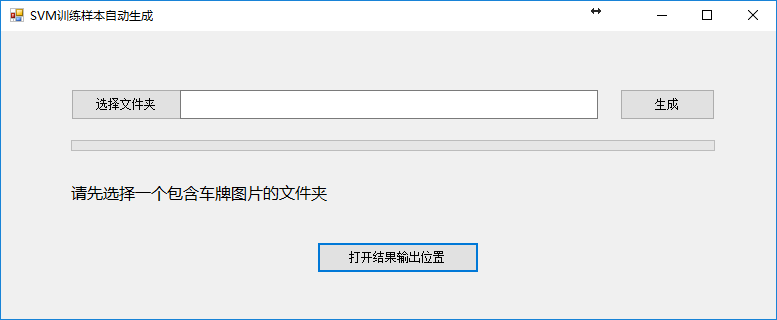 SVM训练样本自动生成
选择文件夹 生成
请先选择一个包含车牌图片的文件夹
打开结果输出位置